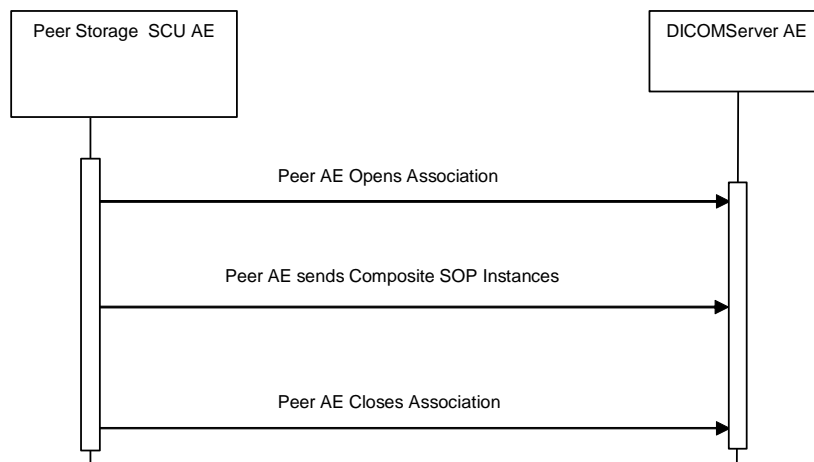 Peer Storage SCU AE
DICOMServer AE
Peer AE Opens Association
Peer AE sends Composite SOP Instances
Peer AE Closes Association